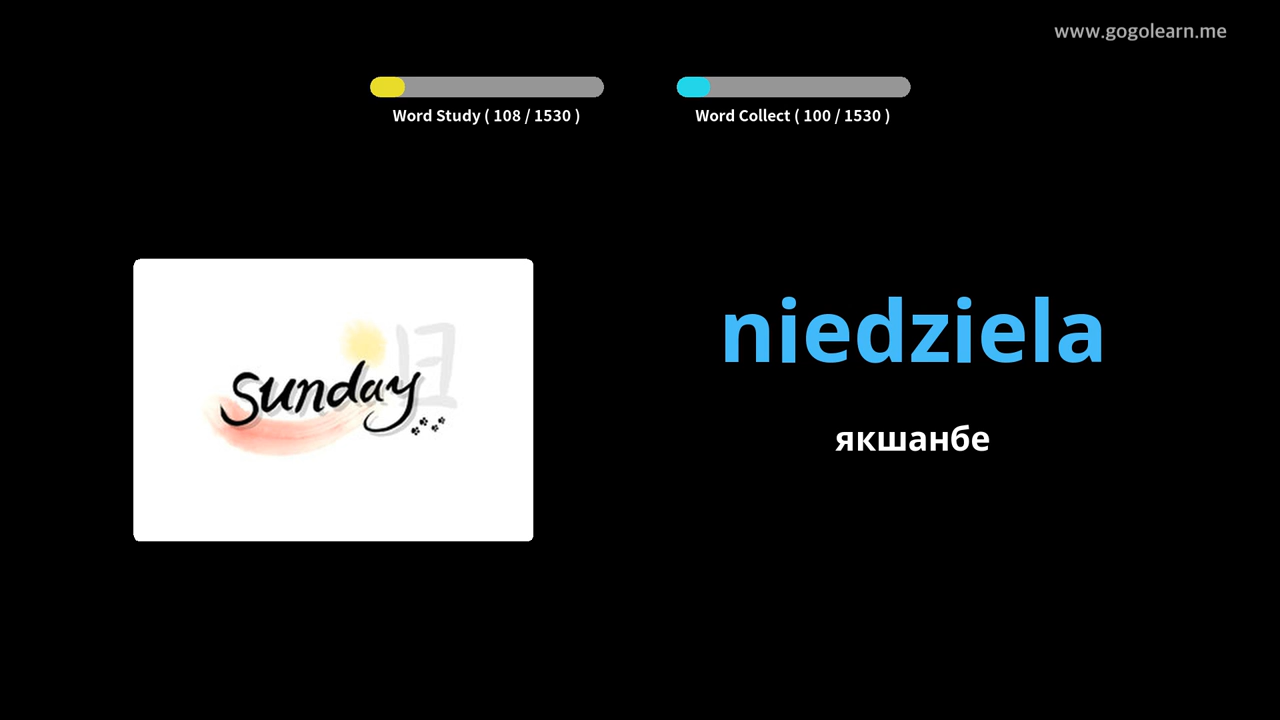 www.gogolearn.me
Word Study ( 108 / 1530 )
Word Collect ( 100 / 1530 )
Sunday
niedziela
якшанбе